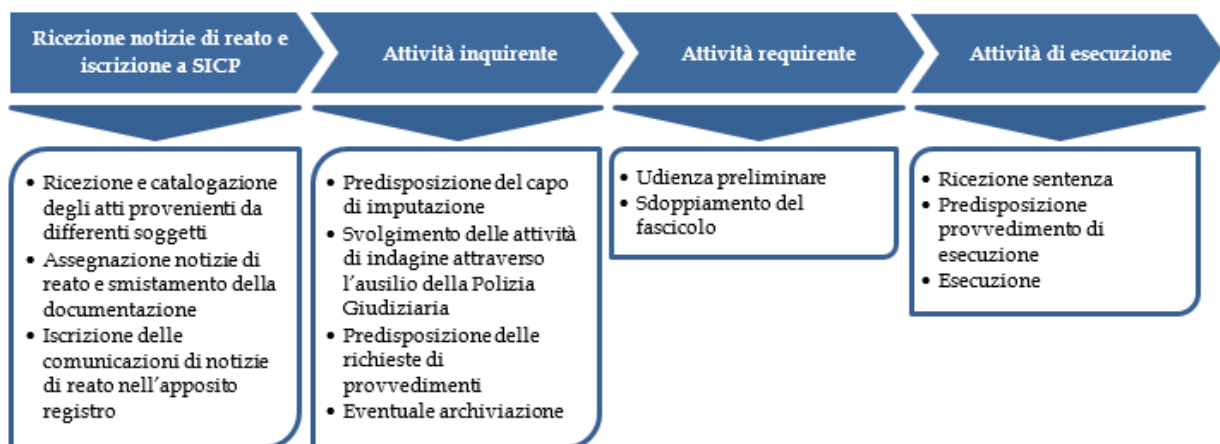 Ricezione notizie di reato e
iscrizione a SICP
Attività inquirente
Attività requirente
Attività di esecuzione
• Ricezione e catalogazione
degli atti provenienti da
differenti soggetti
• Assegnazione notizie di
reato e smistamento della
documentazione
• Iscrizione delle
comunicazioni di notizie
di reato nell'apposito
registro
• Predisposizione del capo
di imputazione
• Svolgimento delle attività
di indagine attraverso
l'ausilio della Polizia
Giudiziaria
• Predisposizione delle
richieste di
provvedimenti
• Eventuale archiviazione
• Udienza preliminare
• Sdoppiamento del
fascicolo
• Ricezione sentenza
• Predisposizione
provvedimento di
esecuzione
• Esecuzione